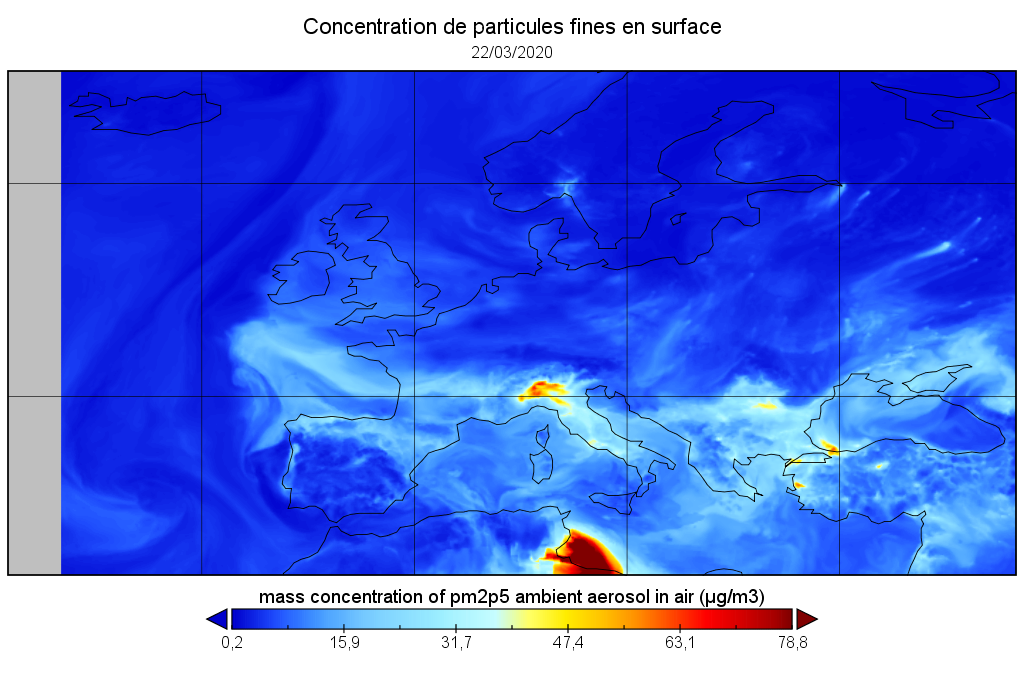 Concentration de particules fines en surface
22/03/2020
mass concentration of pm2p5 ambient aerosol in air (µg/m3)
0,2 15,9 31,7 47,4 63,1 78,8